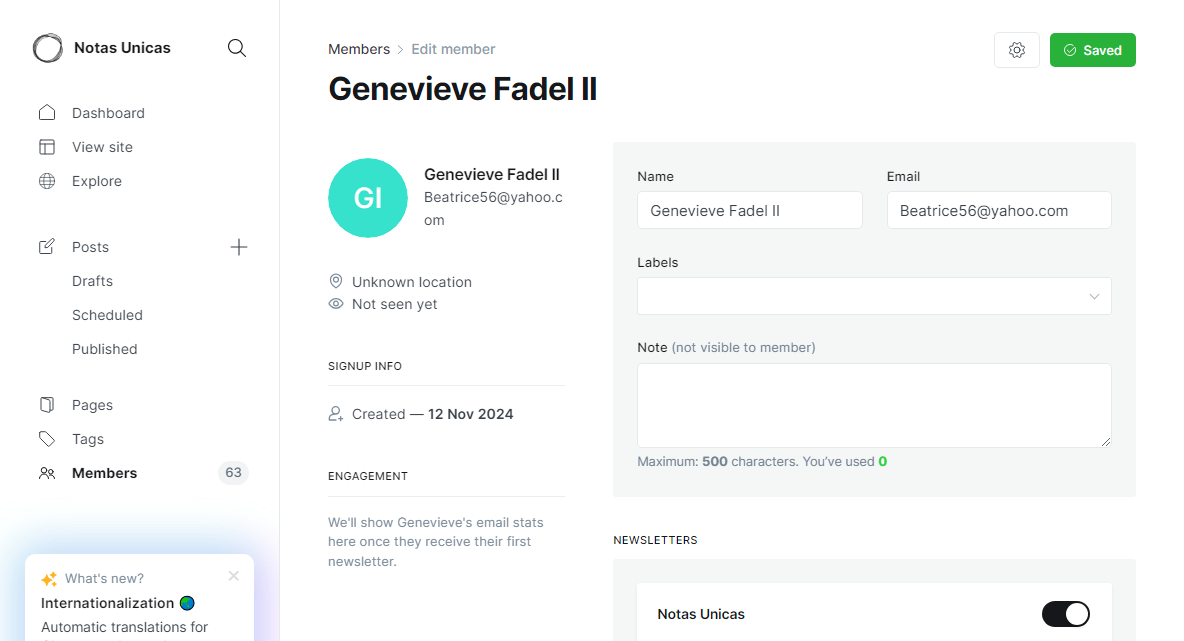 Notas Unicas
Dashboard
View site
Explore
Posts
Drafts
Scheduled
Published
Pages
Tags
Members 63
What's new?
Internationalization
Automatic translations for
Members > Edit member
Saved
Genevieve Fadel II
GI
Genevieve Fadel II
Beatrice56@yahoo.c
om
Unknown location
Not seen yet
SIGNUP INFO
Created — 12 Nov 2024
ENGAGEMENT
We'll show Genevieve's email stats
here once they receive their first
newsletter.
Name
Genevieve Fadel II
Email
Beatrice56@yahoo.com
Labels
Note (not visible to member)
Maximum: 500 characters. You've used 0
NEWSLETTERS
Notas Unicas